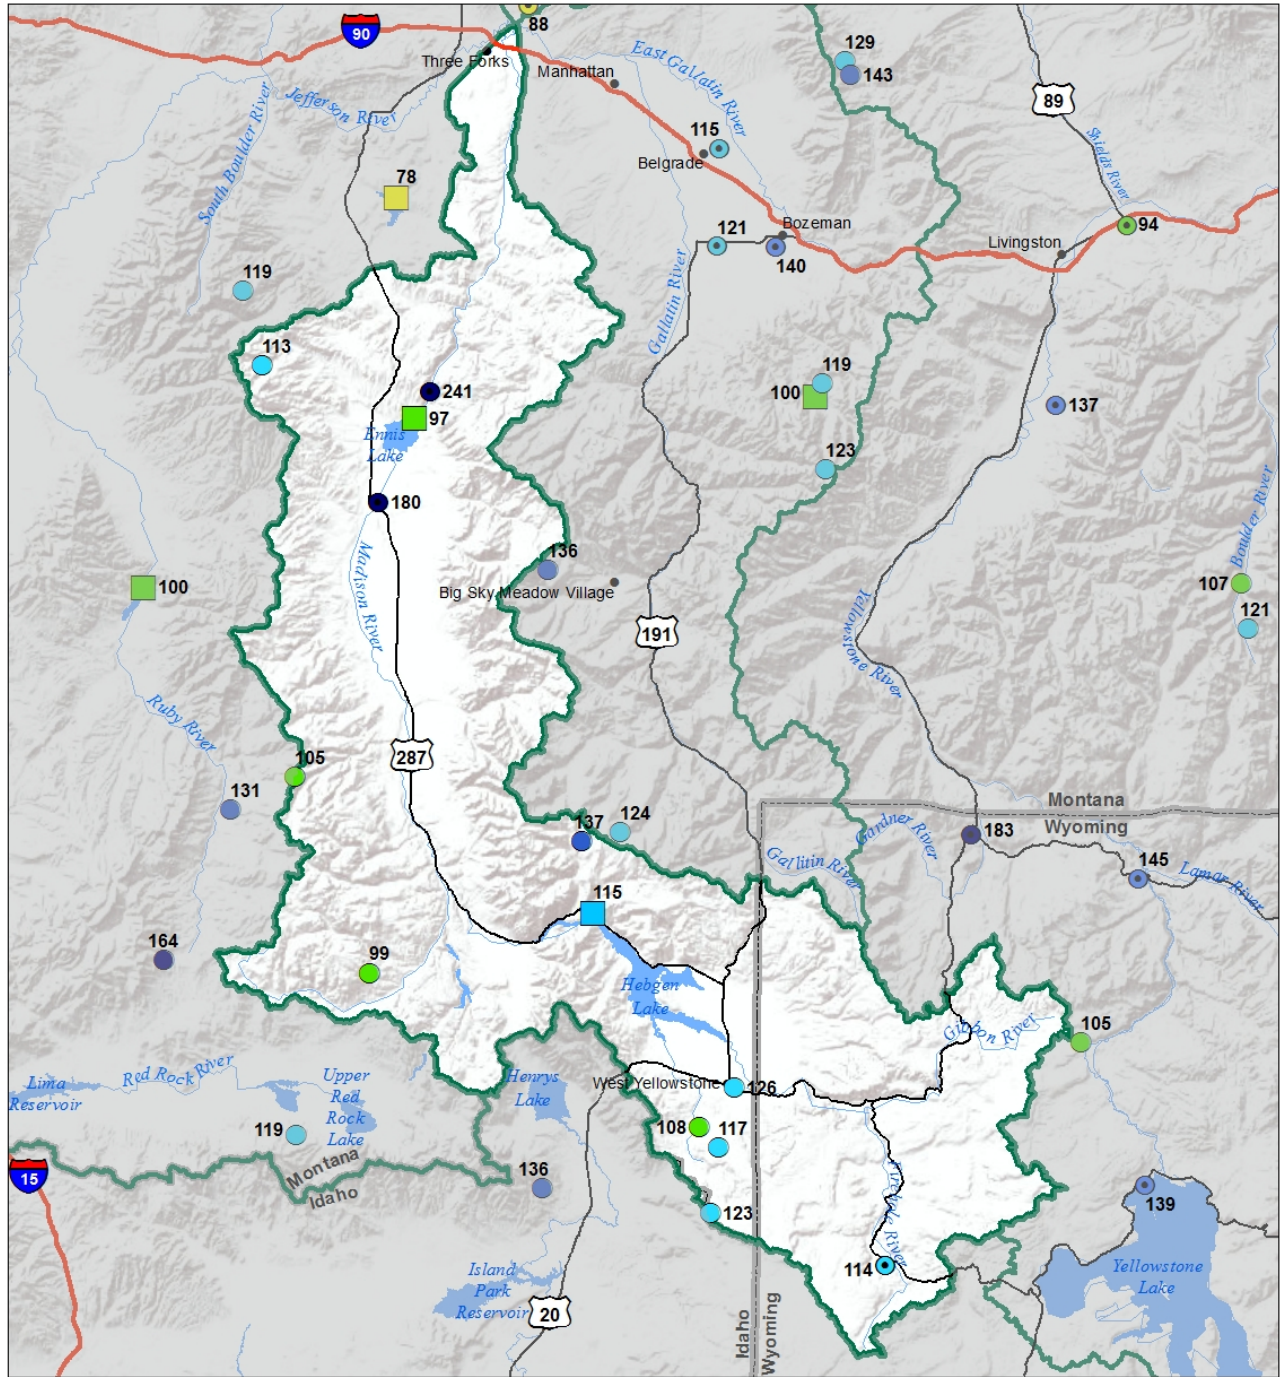 88
90
Three Forks
Manhattan
East Gallatin River
129
143
89
Jefferson River
South Boulder River
115
Belgrade
Shields River
78
Bozeman
121
140
94
Livingston
119
Gallatin River
113
241
97
Ennis
Lake
119
100
137
123
180
Madison River
136
Big Sky Meadow Village
191
Boulder River
107
121
100
Yellowstone River
Ruby River
287
105
131
137
124
Montana
Wyoming
183
Gardner River
Gallitin River
145
Lamar River
115
164
99
Hebgen
Lake
Gibbon River
105
Lima
Reservoir
Red Rock River
Upper
Red
Rock
Lake
Henrys
Lake
West Yellowstone
126
119
108
117
Montana
Idaho
15
136
139
123
Firehole River
114
Yellowstone
Lake
Island
Park
Reservoir
20
Idaho
Wyoming